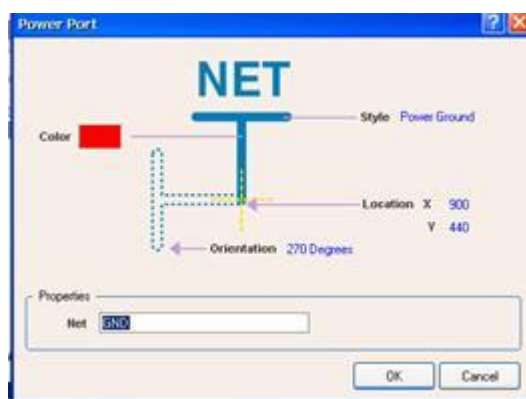 Power Port
NET
Style Power Ground
Color
Location X 900
Y 440
Orientation 270 Degrees
Properties
Net GND
OK Cancel